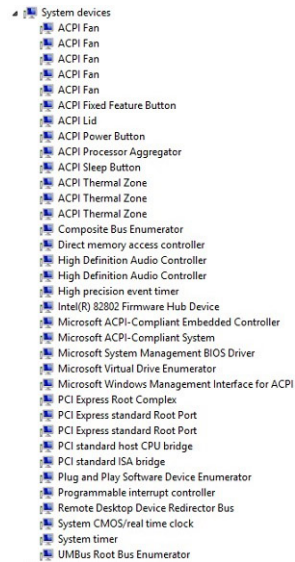 System devices
ACPI Fan
ACPI Fan
ACPI Fan
ACPI Fan
ACPI Fan
ACPI Fixed Feature Button
ACPI Lid
ACPI Power Button
ACPI Processor Aggregator
ACPI Sleep Button
ACPI Thermal Zone
ACPI Thermal Zone
ACPI Thermal Zone
Composite Bus Enumerator
Direct memory access controller
High Definition Audio Controller
High Definition Audio Controller
High precision event timer
Intel(R) 82802 Firmware Hub Device
Microsoft ACPI-Compliant Embedded Controller
Microsoft ACPI-Compliant System
Microsoft System Management BIOS Driver
Microsoft Virtual Drive Enumerator
Microsoft Windows Management Interface for ACPI
PCI Express Root Complex
PCI Express standard Root Port
PCI Express standard Root Port
PCI standard host CPU bridge
PCI standard ISA bridge
Plug and Play Software Device Enumerator
Programmable interrupt controller
Remote Desktop Device Redirector Bus
System CMOS/real time clock
System timer
UMBus Root Bus Enumerator